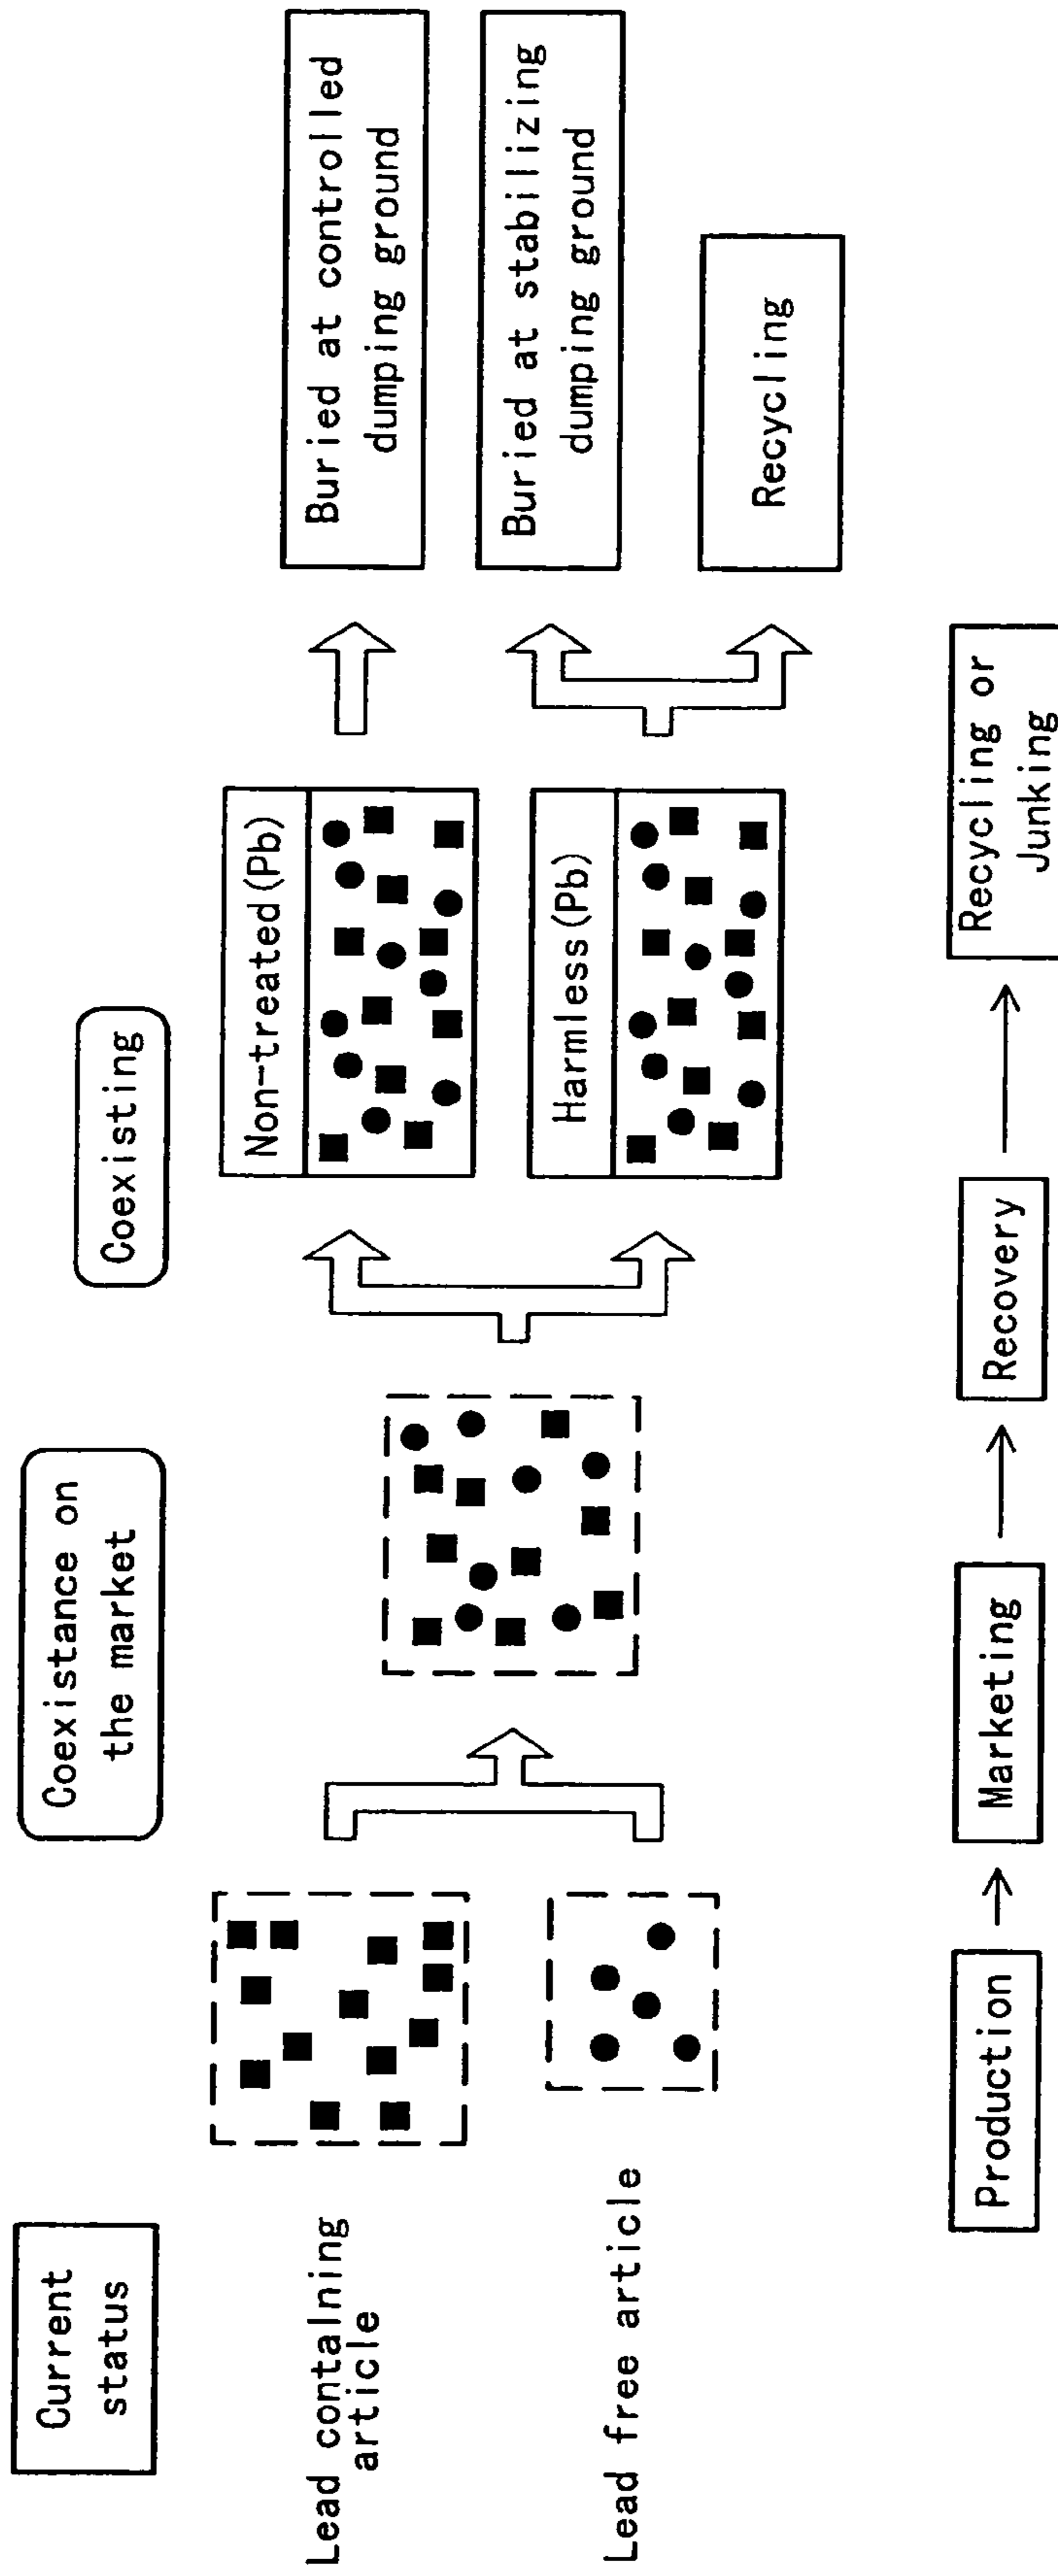 Current
status
Coexistance on
the market
Coexisting
Lead containing
article
Lead free article
Non-treated(Pb)
Harmless(Pb)
Buried at controlled
dumping ground
Buried at stabilizing
dumping ground
Recycling
Production
Marketing
Recovery
Recycling or
Junking